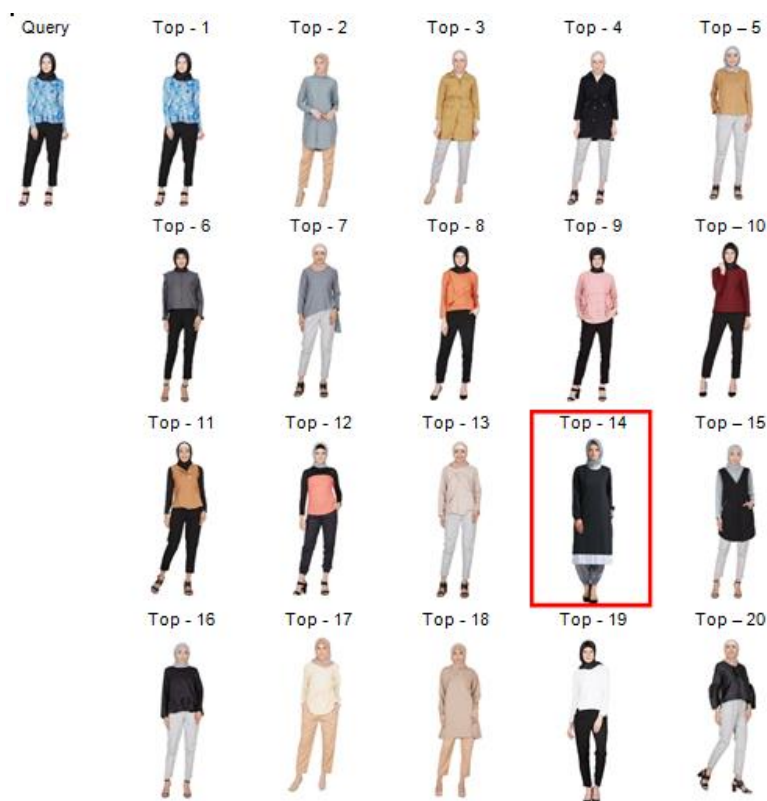 Query Top - 1 Top - 2 Top - 3 Top - 4 Top – 5
Top - 6 Top - 7 Top - 8 Top - 9 Top – 10
Top - 11 Top - 12 Top - 13 Top - 14 Top – 15
Top - 16 Top - 17 Top - 18 Top - 19 Top – 20